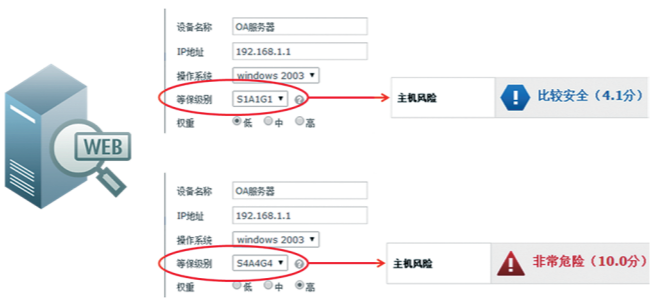 设备名称 OA服务器
IP地址 192.168.1.1
操作系统 windows 2003
等保级别 S1A1G1
主机风险 比较安全（4.1分）
权重 低 中 高
WEB
设备名称 OA服务器
IP地址 192.168.1.1
操作系统 windows 2003
等保级别 S4A4G4
主机风险 非常危险（10.0分）
权重 低 中 高